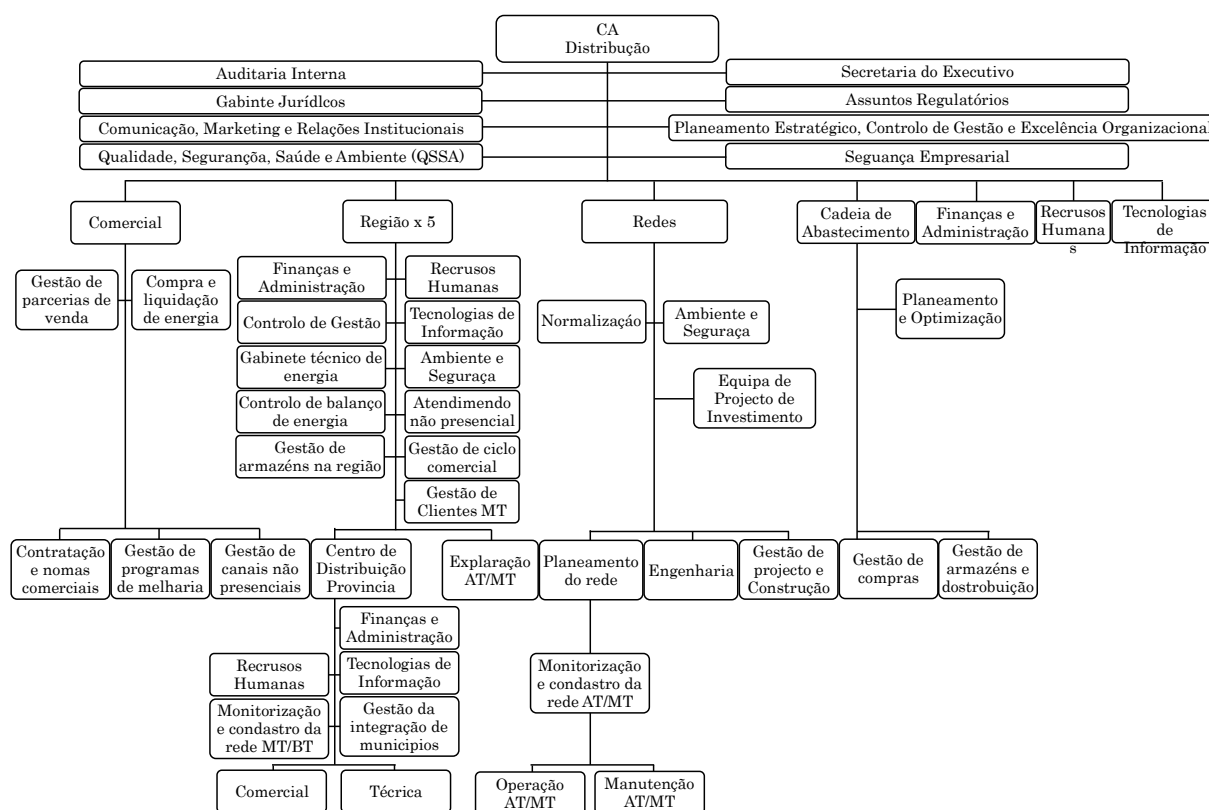 CA
Distribução
Auditaria Interna
Secretaria do Executivo
Gabinte Jurídlcos
Assuntos Regulatórios
Comunicação, Marketing e Relações Institucionais
Planeamento Estratégico, Controlo de Gestão e Excelência Organizacional
Qualidade, Segurançõa, Saúde e Ambiente (QSSA)
Seguança Empresarial
Comercial
Região x 5
Redes
Cadeia de
Abastecimento
Finanças e
Administração
Recrusos
Humana
s
Tecnologias
de
Informação
Gestão de
parcerias de
venda
Compra e
liquidação
de energia
Finanças e
Administração
Recrusos
Humanas
Controlo de Gestão
Tecnologias de
Informação
Gabinete técnico de
energia
Ambiente e
Seguraça
Controlo de balanço
de energia
Atendimendo
não presencial
Gestão de
armazéns na região
Gestão de ciclo
comercial
Gestão de
Clientes MT
Normalizaçáo
Ambiente e
Seguraça
Equipa de
Projecto de
Investimento
Planeamento
e Optimização
Contratação
e nomas
comerciais
Gestão de
programas
de melharia
Gestão de
canais não
presenciais
Centro de
Distribuição
Provincia
Explaração
AT/MT
Planeamento
do rede
Engenharia
Gestão de
projecto e
Construção
Gestão de
compras
Gestão de
armazéns e
dostrobuição
Finanças e
Administração
Recrusos
Humanas
Tecnologias de
Informação
Monitorização
e condastro da
rede MT/BT
Gestão da
integração de
municipios
Comercial
Técnica
Monitorização
e condastro da
rede AT/MT
Operação
AT/MT
Manutenção
AT/MT